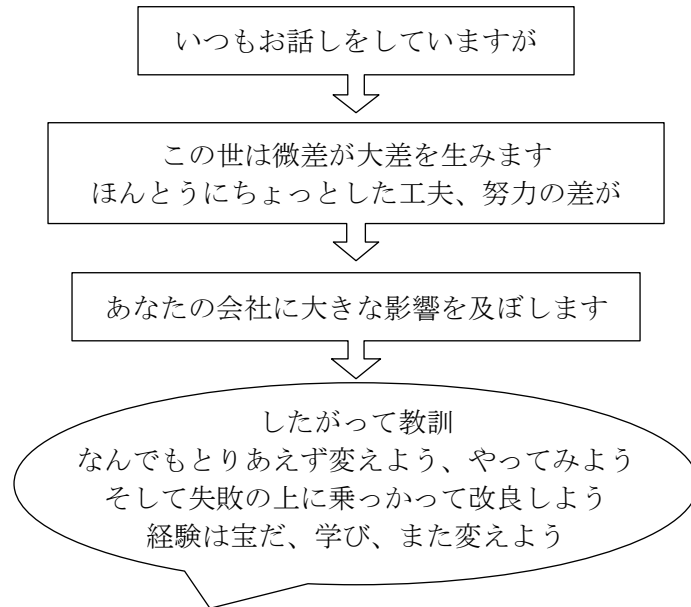 いつもお話しをしていますが
この世は微差が大差を生みます
ほんとうにちょっとした工夫、努力の差が
あなたの会社に大きな影響を及ぼします
したがって教訓
なんでもとりあえず変えよう、やってみよう
そして失敗の上に乗っかって改良しよう
経験は宝だ、学び、また変えよう